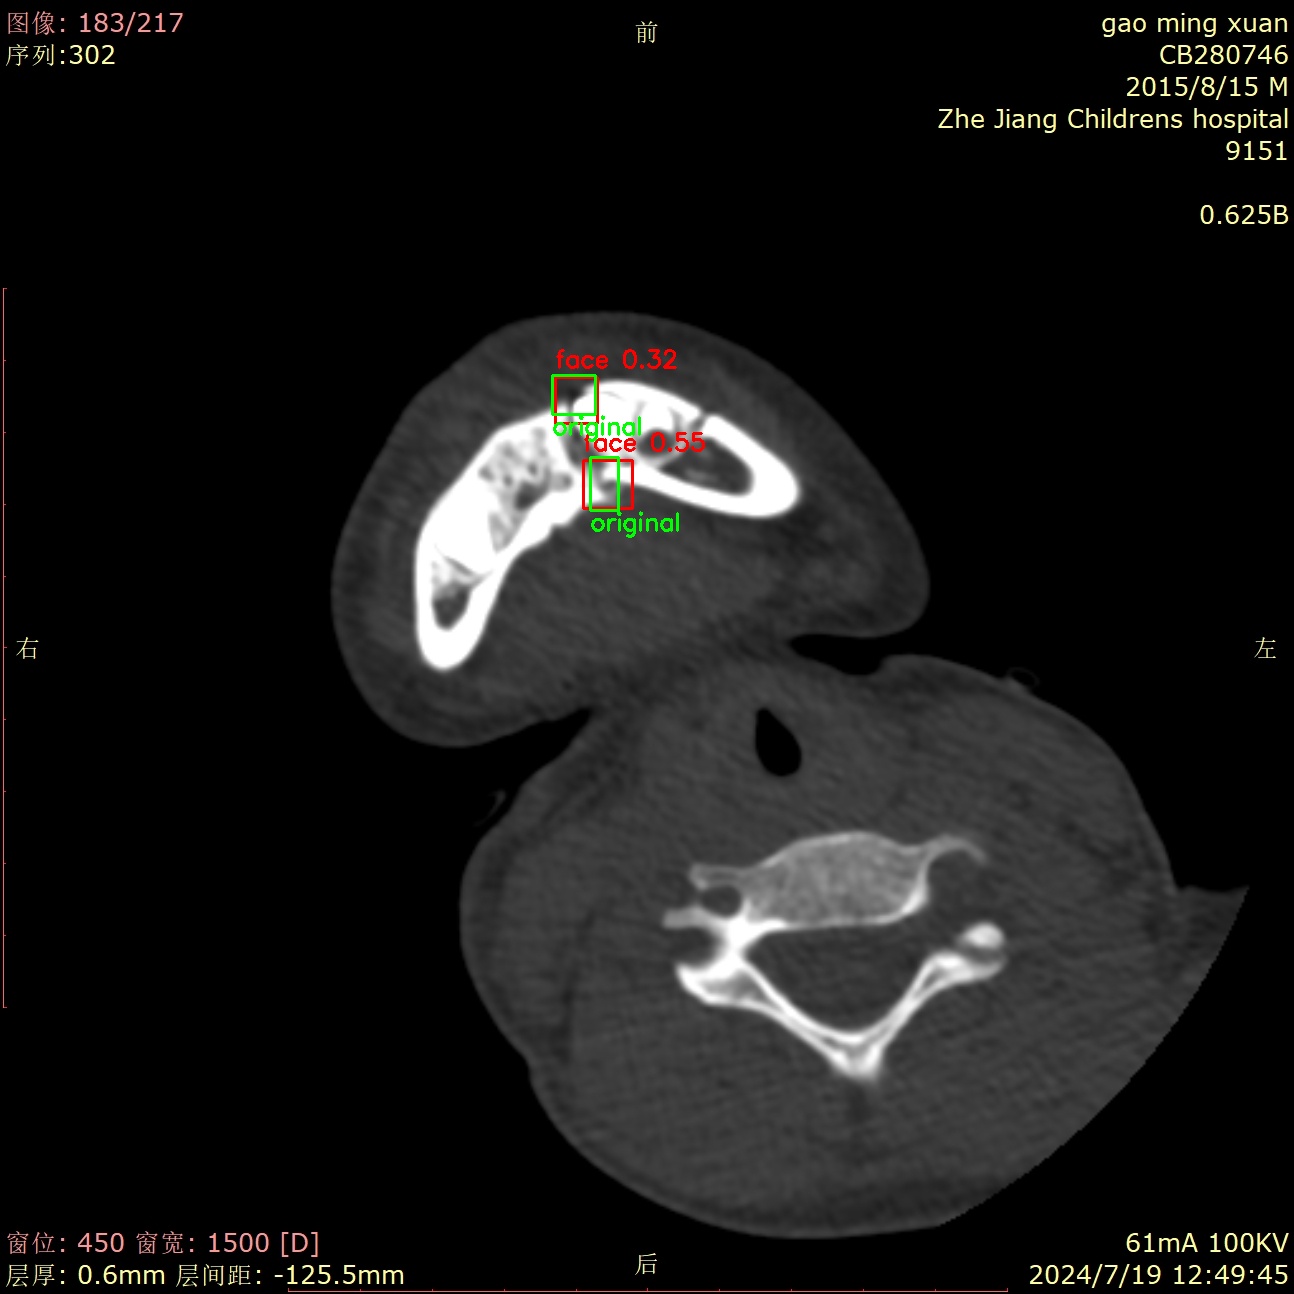 图像: 183/217
序列:302
前
gao ming xuan
CB280746
2015/8/15 M
Zhe Jiang Childrens hospital
9151
0.625B
face 0.32
original
face 0.55
original
右
左
窗位: 450 窗宽: 1500 [D]
层厚: 0.6mm 层间距: -125.5mm
后
61mA 100KV
2024/7/19 12:49:45